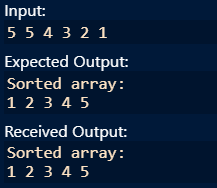 Input:
5 5 4 3 2 1
Expected Output:
Sorted array:
1 2 3 4 5
Received Output:
Sorted array:
1 2 3 4 5